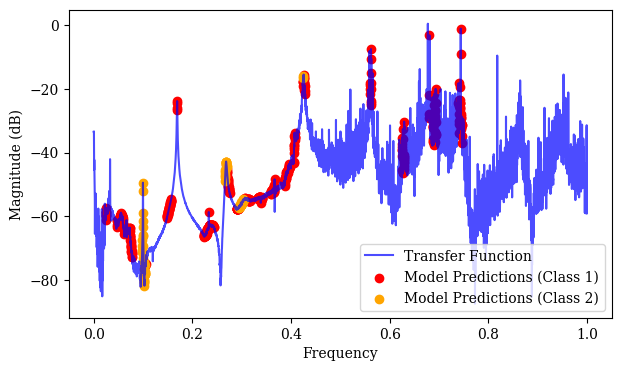 0
−20
−40
−60
−80
Magnitude (dB)
0.0 0.2 0.4 0.6 0.8 1.0
Frequency
Transfer Function
Model Predictions (Class 1)
Model Predictions (Class 2)